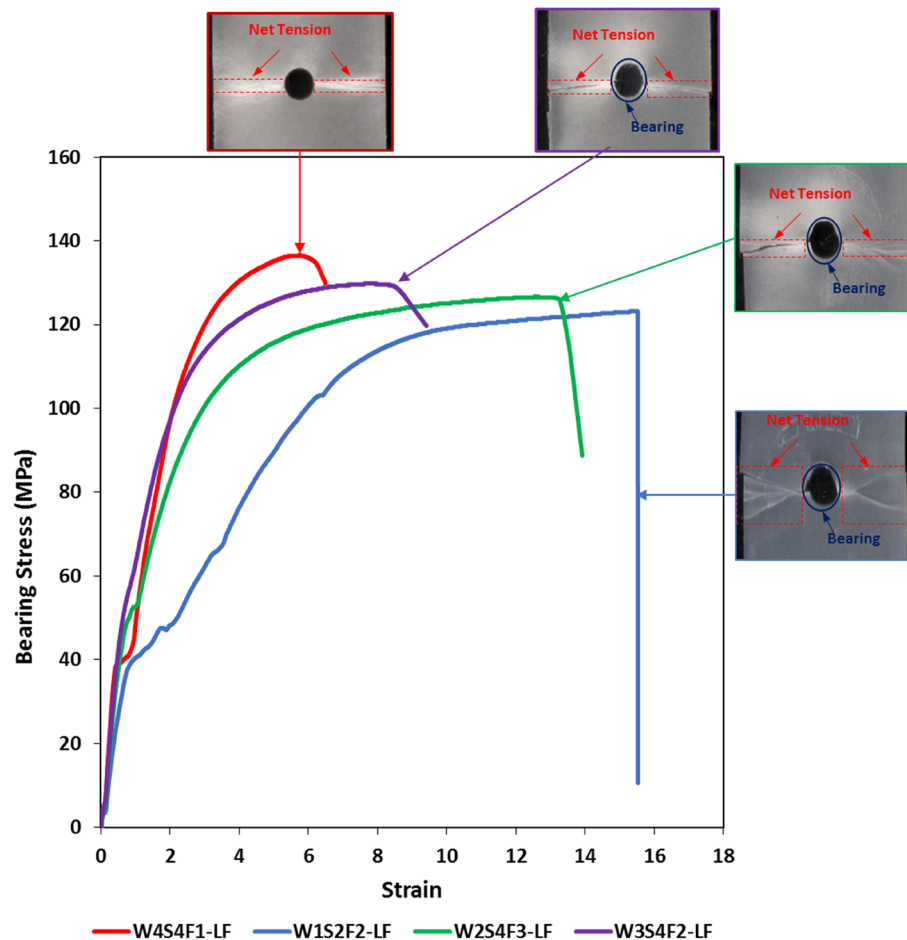 Net Tension
Net Tension
Bearing
Net Tension
Bearing
Net Tension
Bearing
160
140
120
100
80
60
40
20
0
Bearing Stress (MPa)
0 2 4 6 8 10 12 14 16 18
Strain
W4S4F1-LF W1S2F2-LF W2S4F3-LF W3S4F2-LF